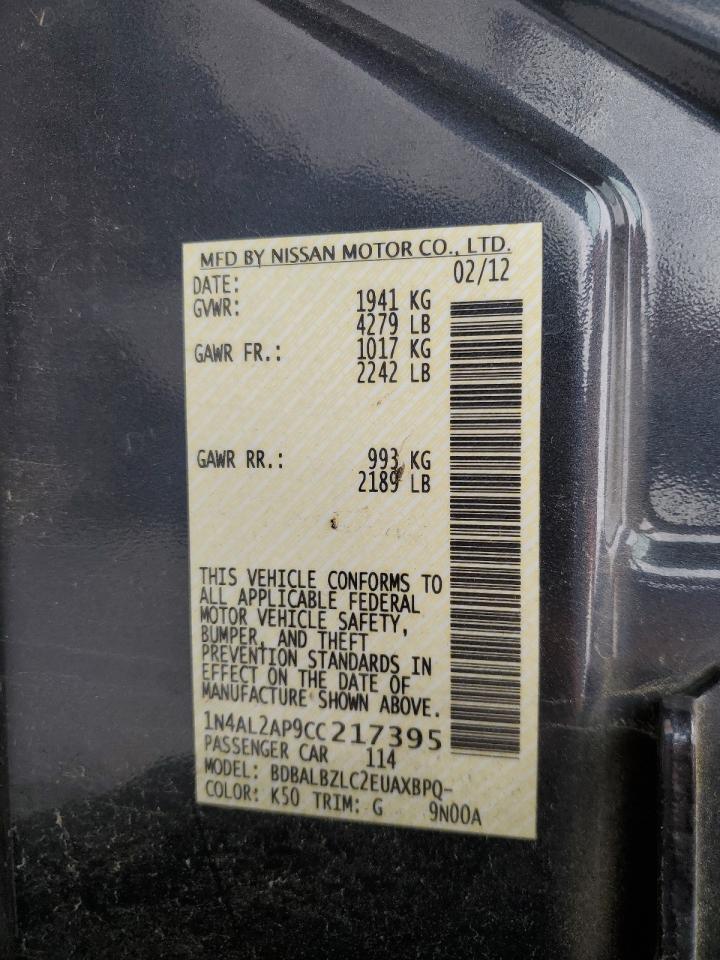 MFD BY NISSAN MOTOR CO., LTD.
DATE: 02/12
GVWR: 1941 KG
4279 LB
GAWR FR.: 1017 KG
2242 LB
GAWR RR.: 993 KG
2189 LB
THIS VEHICLE CONFORMS TO
ALL APPLICABLE FEDERAL
MOTOR VEHICLE SAFETY,
BUMPER, AND THEFT
PREVENTION STANDARDS IN
EFFECT ON THE DATE OF
MANUFACTURE SHOWN ABOVE.
1N4AL2AP9CC217395
PASSENGER CAR 114
MODEL: BDBALBZLC2EUAXBPQ-
COLOR: K50 TRIM: G 9N00A